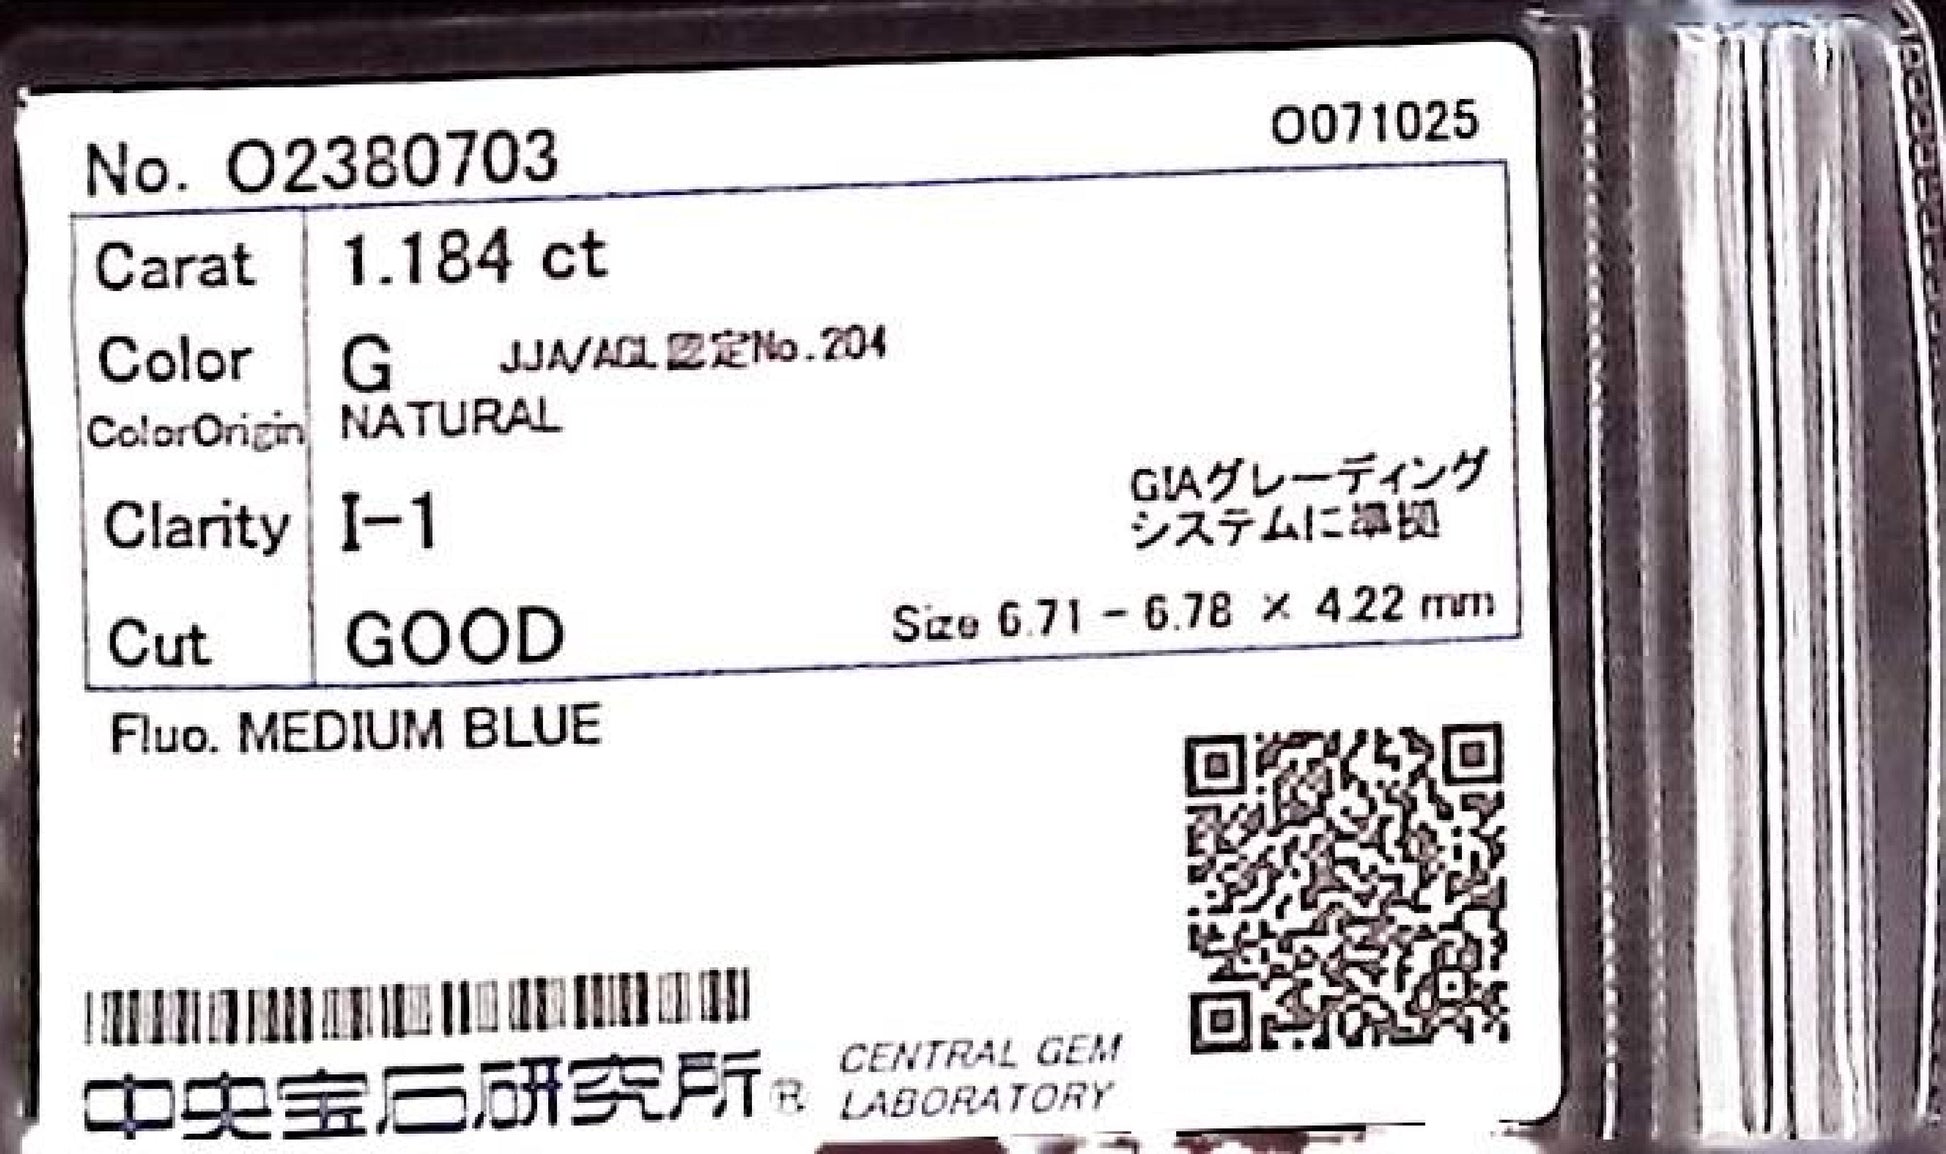 No. O2380703
O071025
Carat 1.184 ct
Color G JJA/AGL認定No.204
ColorOrigin NATURAL
Clarity I-1
GIAグレーディング
システムに準拠
Cut GOOD
Size 6.71 - 6.78 × 4.22 mm
Fluo. MEDIUM BLUE
中央宝石研究所®
CENTRAL GEM
LABORATORY